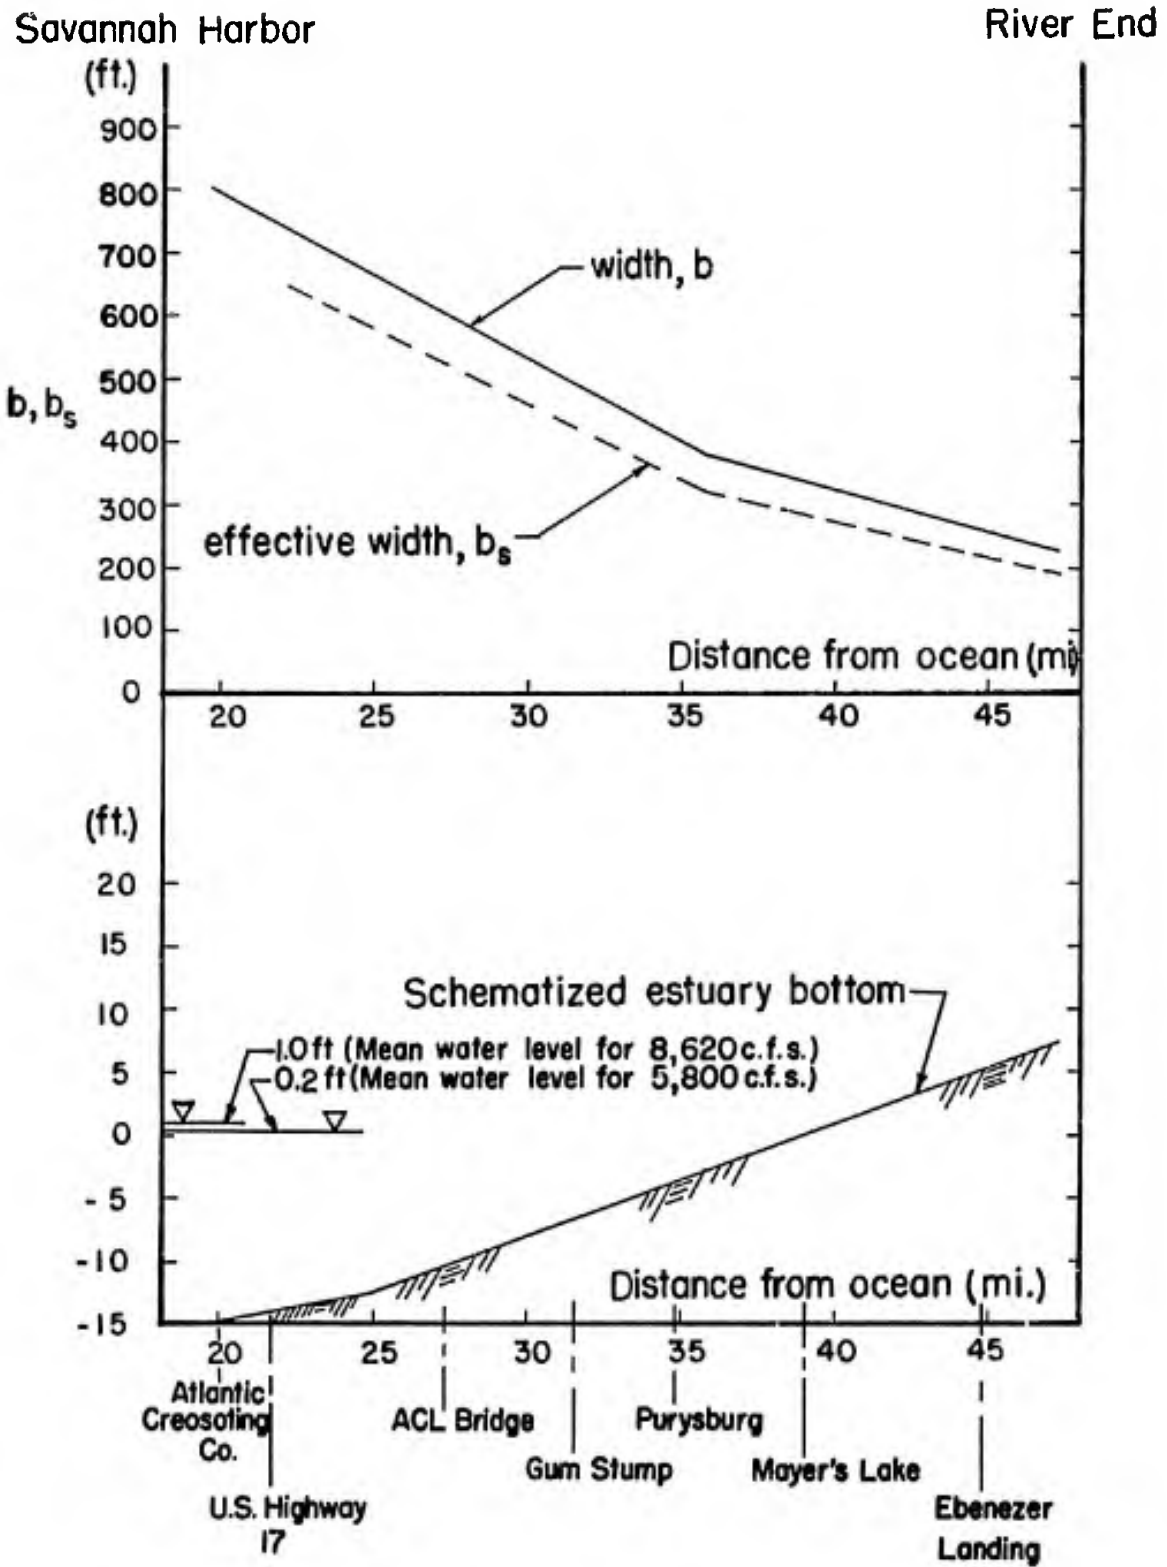 Savannah Harbor
River End
(ft.)
900
800
700
600
500
400
300
200
100
0
b, bs
width, b
effective width, bs
Distance from ocean (mi)
20 25 30 35 40 45
(ft.)
20
15
10
5
0
-5
-10
-15
Schematized estuary bottom
1.0 ft (Mean water level for 8,620 c.f.s.)
0.2 ft (Mean water level for 5,800 c.f.s.)
Distance from ocean (mi.)
20 25 30 35 40 45
Atlantic
Creosoting
Co.
U.S. Highway
17
ACL Bridge
Gum Stump
Purysburg
Mayer's Lake
Ebenezer
Landing